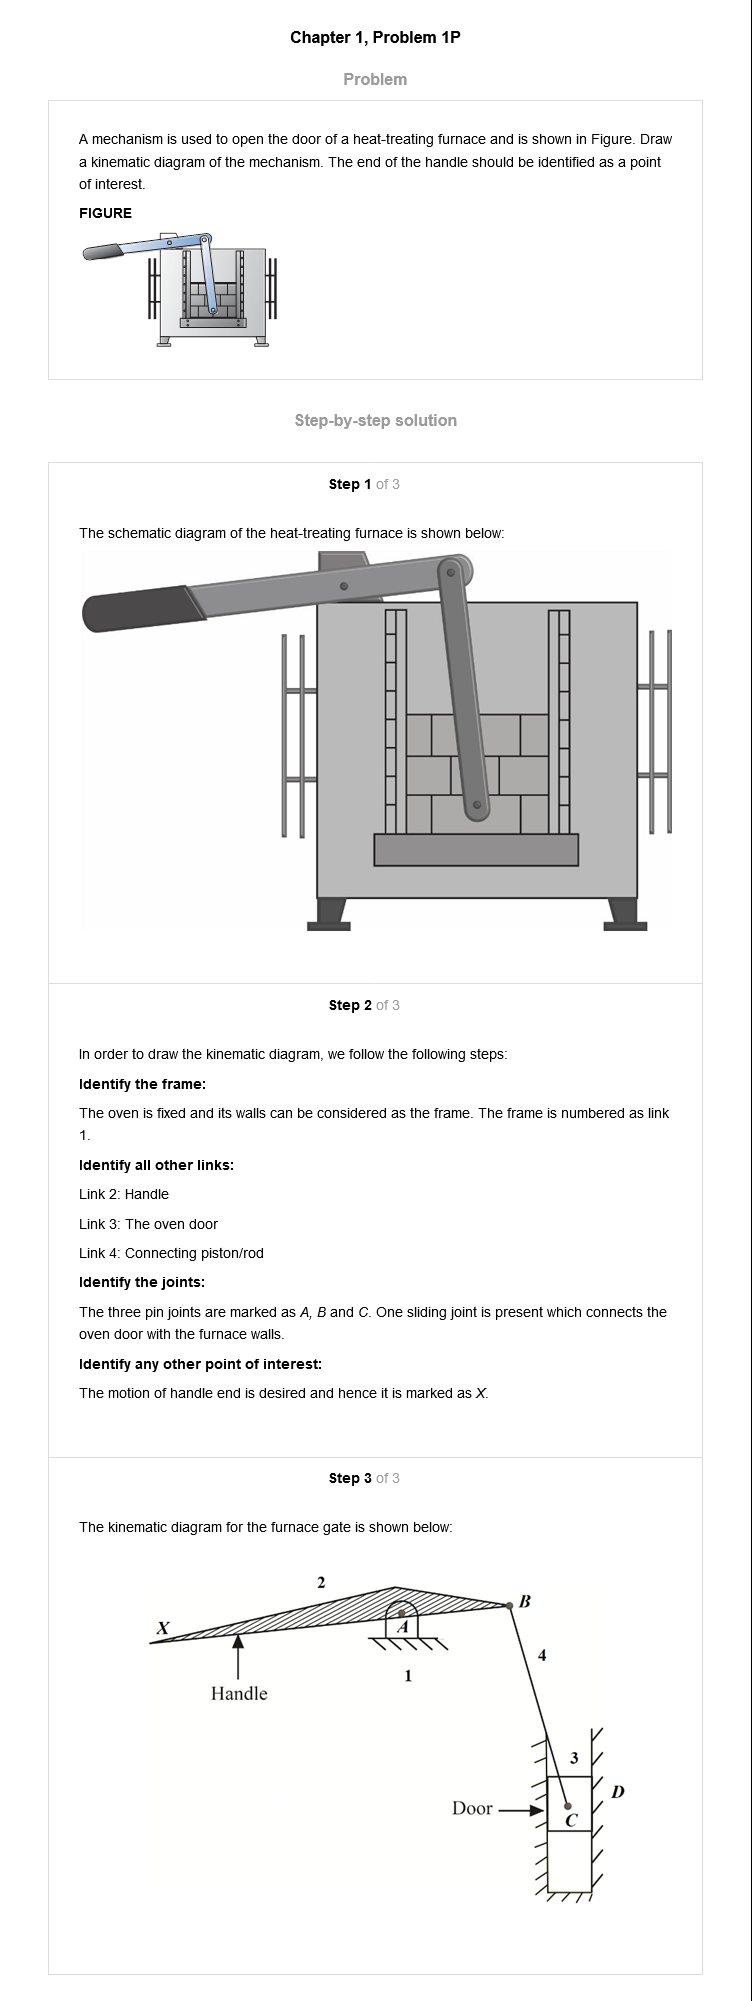 Chapter 1, Problem 1P
Problem
A mechanism is used to open the door of a heat-treating furnace and is shown in Figure. Draw
a kinematic diagram of the mechanism. The end of the handle should be identified as a point
of interest.
FIGURE
Step-by-step solution
Step 1 of 3
The schematic diagram of the heat-treating furnace is shown below:
Step 2 of 3
In order to draw the kinematic diagram, we follow the following steps:
Identify the frame:
The oven is fixed and its walls can be considered as the frame. The frame is numbered as link
1.
Identify all other links:
Link 2: Handle
Link 3: The oven door
Link 4: Connecting piston/rod
Identify the joints:
The three pin joints are marked as A, B and C. One sliding joint is present which connects the
oven door with the furnace walls.
Identify any other point of interest:
The motion of handle end is desired and hence it is marked as X.
Step 3 of 3
The kinematic diagram for the furnace gate is shown below:
2
B
X
A
4
1
Handle
3
D
Door
C